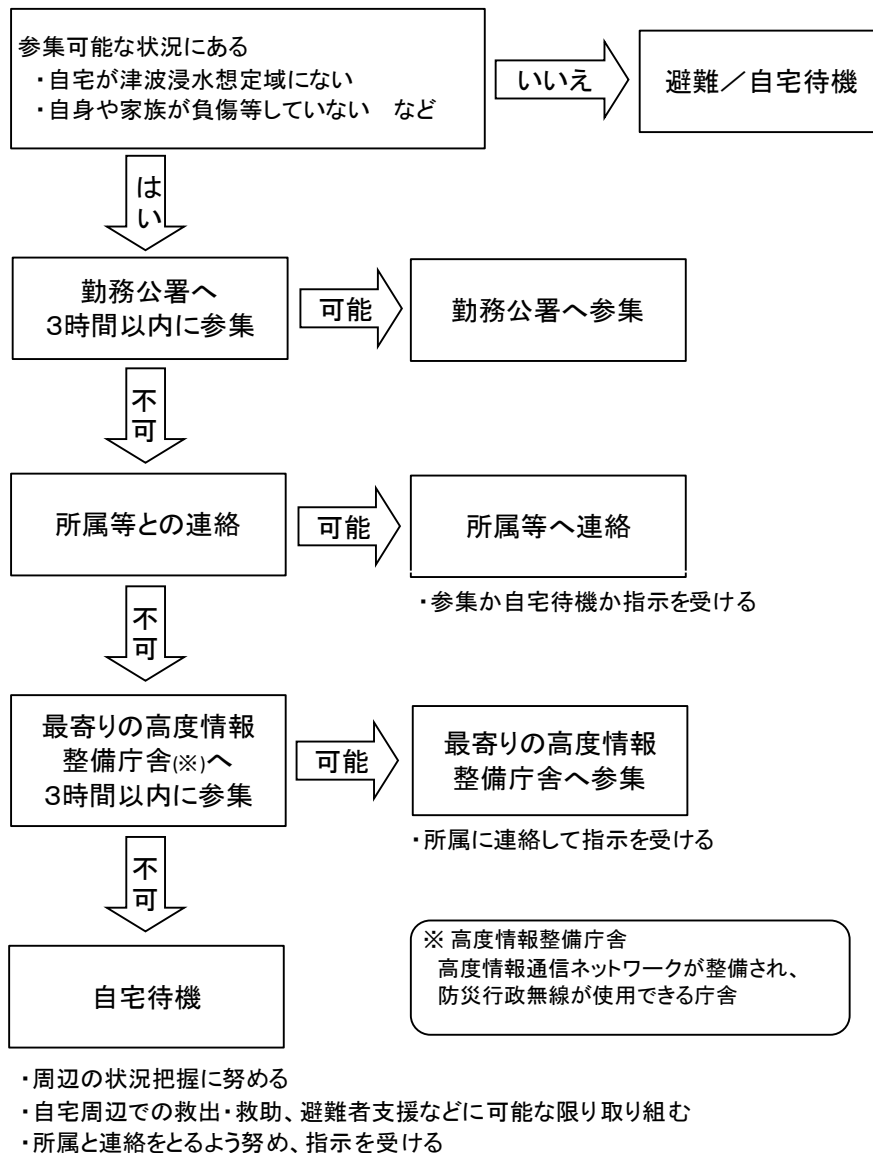 参集可能な状況にある
・自宅が津波浸水想定域にない
・自身や家族が負傷等していない　など
いいえ
避難／自宅待機
はい
勤務公署へ
３時間以内に参集
可能
勤務公署へ参集
不可
所属等との連絡
可能
所属等へ連絡
・参集か自宅待機か指示を受ける
不可
最寄りの高度情報
整備庁舎(※)へ
３時間以内に参集
可能
最寄りの高度情報
整備庁舎へ参集
・所属に連絡して指示を受ける
不可
自宅待機
※ 高度情報整備庁舎
高度情報通信ネットワークが整備され、
防災行政無線が使用できる庁舎
・周辺の状況把握に努める
・自宅周辺での救出・救助、避難者支援などに可能な限り取り組む
・所属と連絡をとるよう努め、指示を受ける